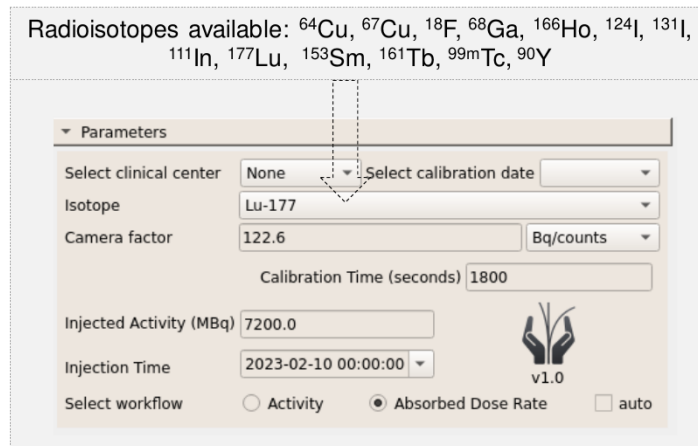 Radioisotopes available: ⁶⁴Cu, ⁶⁷Cu, ¹⁸F, ⁶⁸Ga, ¹⁶⁶Ho, ¹²⁴I, ¹³¹I,
¹¹¹In, ¹⁷⁷Lu, ¹⁵³Sm, ¹⁶¹Tb, ⁹⁹ᵐTc, ⁹⁰Y
Parameters
Select clinical center None Select calibration date
Isotope Lu-177
Camera factor 122.6 Bq/counts
Calibration Time (seconds) 1800
Injected Activity (MBq) 7200.0
Injection Time 2023-02-10 00:00:00
v1.0
Select workflow Activity Absorbed Dose Rate auto